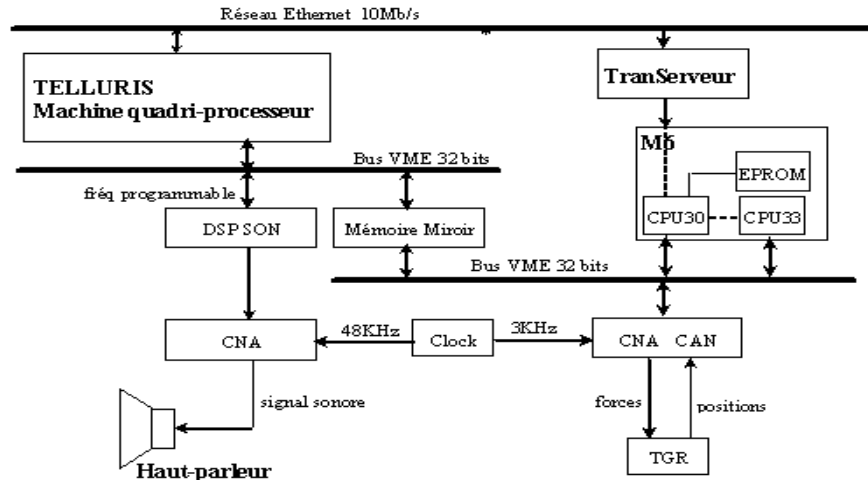 Réseau Ethernet 10Mb/s
TELLURIS
Machine quadri-processeur
TranServeur
Bus VME 32 bits
M6
EPROM
fréq programmable
CPU30
CPU33
DSP SON
Mémoire Miroir
Bus VME 32 bits
48KHz
3KHz
CNA
Clock
CNA CAN
signal sonore
forces
positions
Haut-parleur
TGR